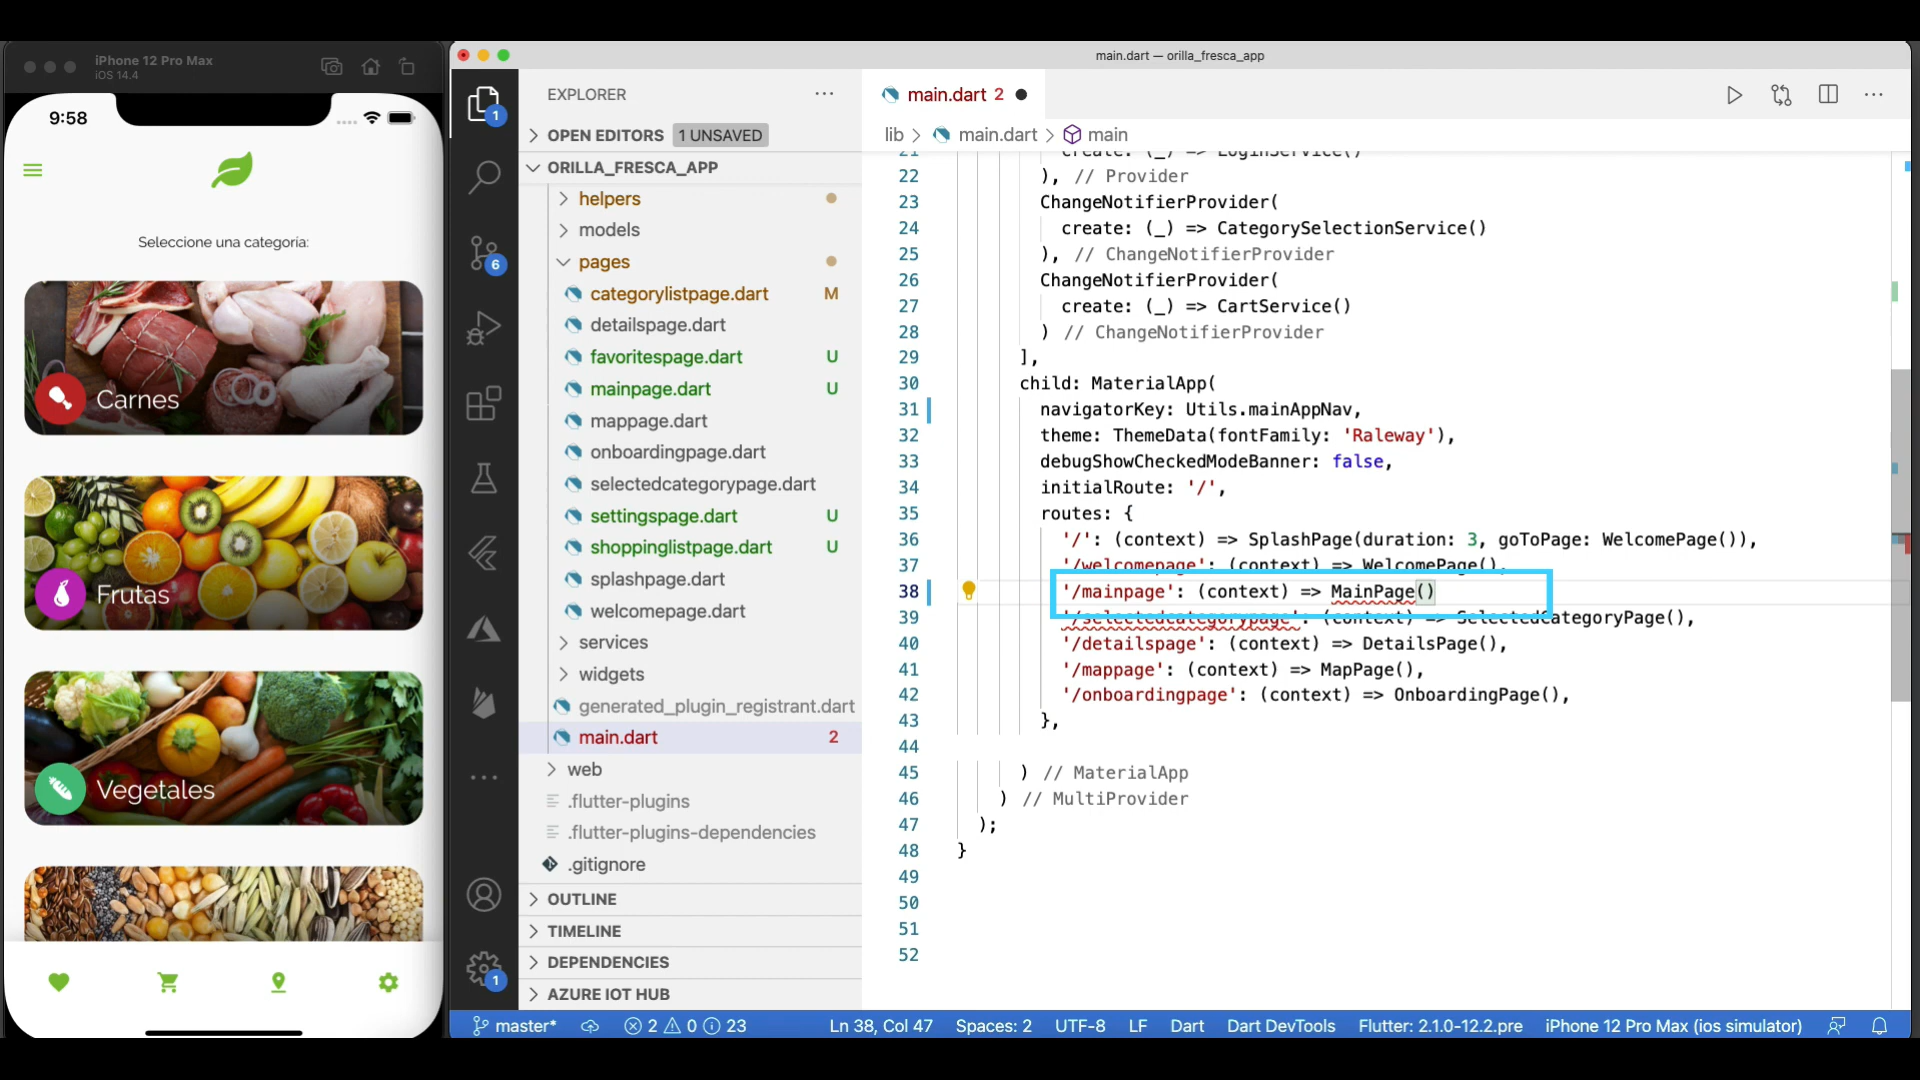 iPhone 12 Pro Max
iOS 14.4
9:58
Seleccione una categoría:
Carnes
Frutas
Vegetales
main.dart — orilla_fresca_app
1
6
1
EXPLORER
OPEN EDITORS 1 UNSAVED
ORILLA_FRESCA_APP
helpers
models
pages
categorylistpage.dart M
detailspage.dart
favoritespage.dart U
mainpage.dart U
mappage.dart
onboardingpage.dart
selectedcategorypage.dart
settingspage.dart U
shoppinglistpage.dart U
splashpage.dart
welcomepage.dart
services
widgets
generated_plugin_registrant.dart
main.dart 2
web
.flutter-plugins
.flutter-plugins-dependencies
.gitignore
OUTLINE
TIMELINE
DEPENDENCIES
AZURE IOT HUB
main.dart 2
lib > main.dart > main
21 create: (_) => LoginService()
22 ), // Provider
23 ChangeNotifierProvider(
24 create: (_) => CategorySelectionService()
25 ), // ChangeNotifierProvider
26 ChangeNotifierProvider(
27 create: (_) => CartService()
28 ) // ChangeNotifierProvider
29 ],
30 child: MaterialApp(
31 navigatorKey: Utils.mainAppNav,
32 theme: ThemeData(fontFamily: 'Raleway'),
33 debugShowCheckedModeBanner: false,
34 initialRoute: '/',
35 routes: {
36 '/': (context) => SplashPage(duration: 3, goToPage: WelcomePage()),
37 '/welcomepage': (context) => WelcomePage(),
38 '/mainpage': (context) => MainPage()
39 '/selectedcategorypage': (context) => SelectedCategoryPage(),
40 '/detailspage': (context) => DetailsPage(),
41 '/mappage': (context) => MapPage(),
42 '/onboardingpage': (context) => OnboardingPage(),
43 },
44
45 ) // MaterialApp
46 ) // MultiProvider
47 );
48 }
49
50
51
52
master* 2 0 23 Ln 38, Col 47 Spaces: 2 UTF-8 LF Dart Dart DevTools Flutter: 2.1.0-12.2.pre iPhone 12 Pro Max (ios simulator)